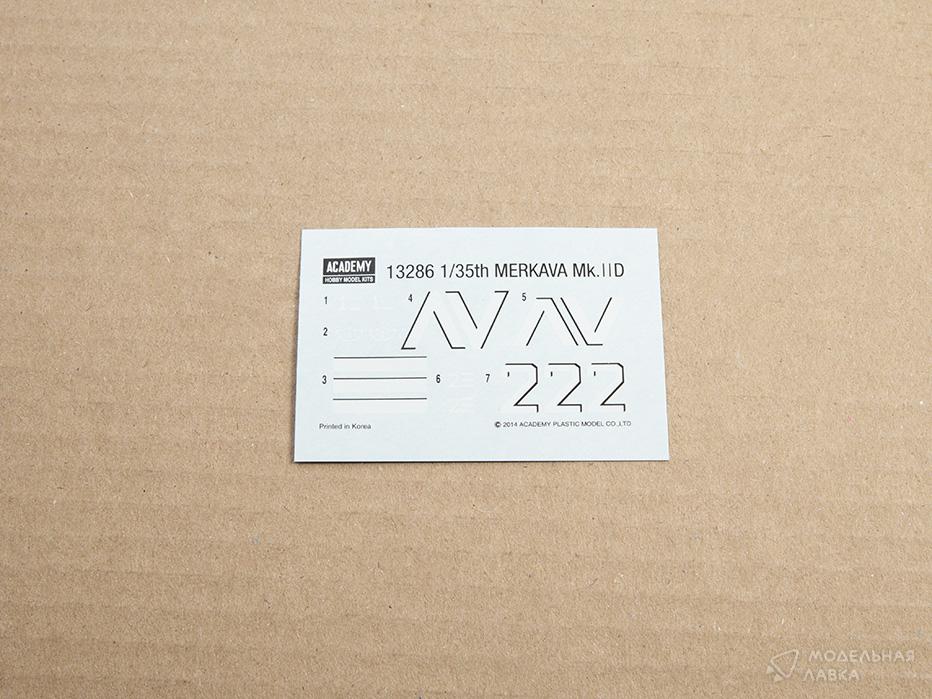 ACADEMY
HOBBY MODEL KITS
13286 1/35th MERKAVA Mk.IID
1
4
5
2
3
6
7
222
Printed in Korea
© 2014 ACADEMY PLASTIC MODEL CO.,LTD
МОДЕЛЬНАЯ
ЛАВКА